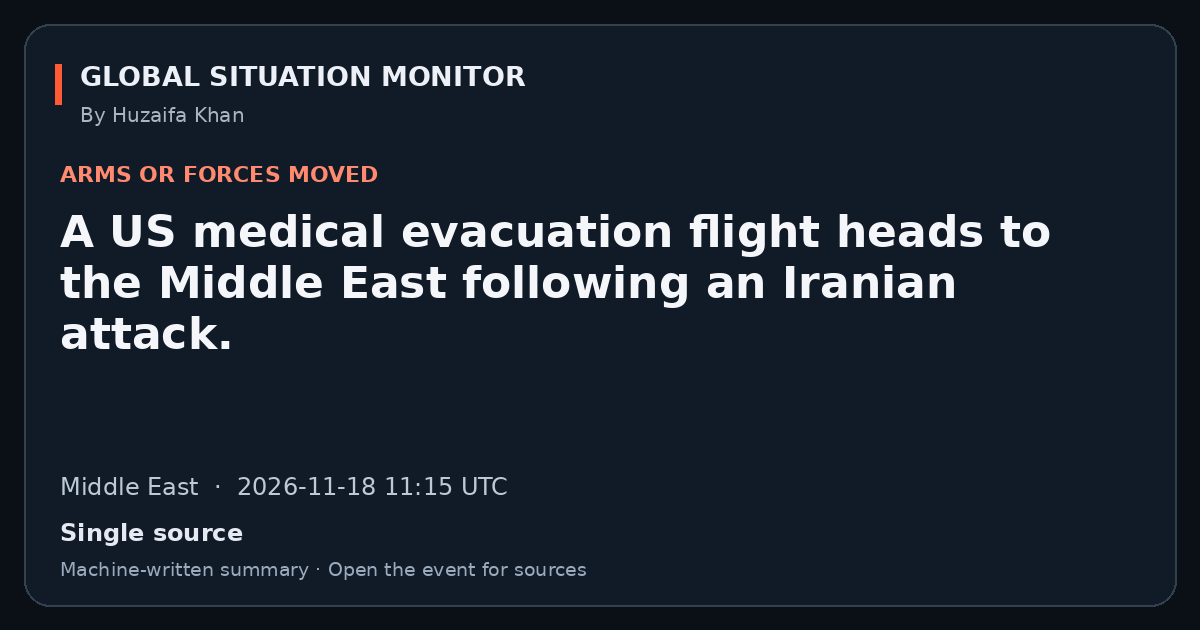 GLOBAL SITUATION MONITOR
By Huzaifa Khan
ARMS OR FORCES MOVED
A US medical evacuation flight heads to
the Middle East following an Iranian
attack.
Middle East · 2026-11-18 11:15 UTC
Single source
Machine-written summary · Open the event for sources